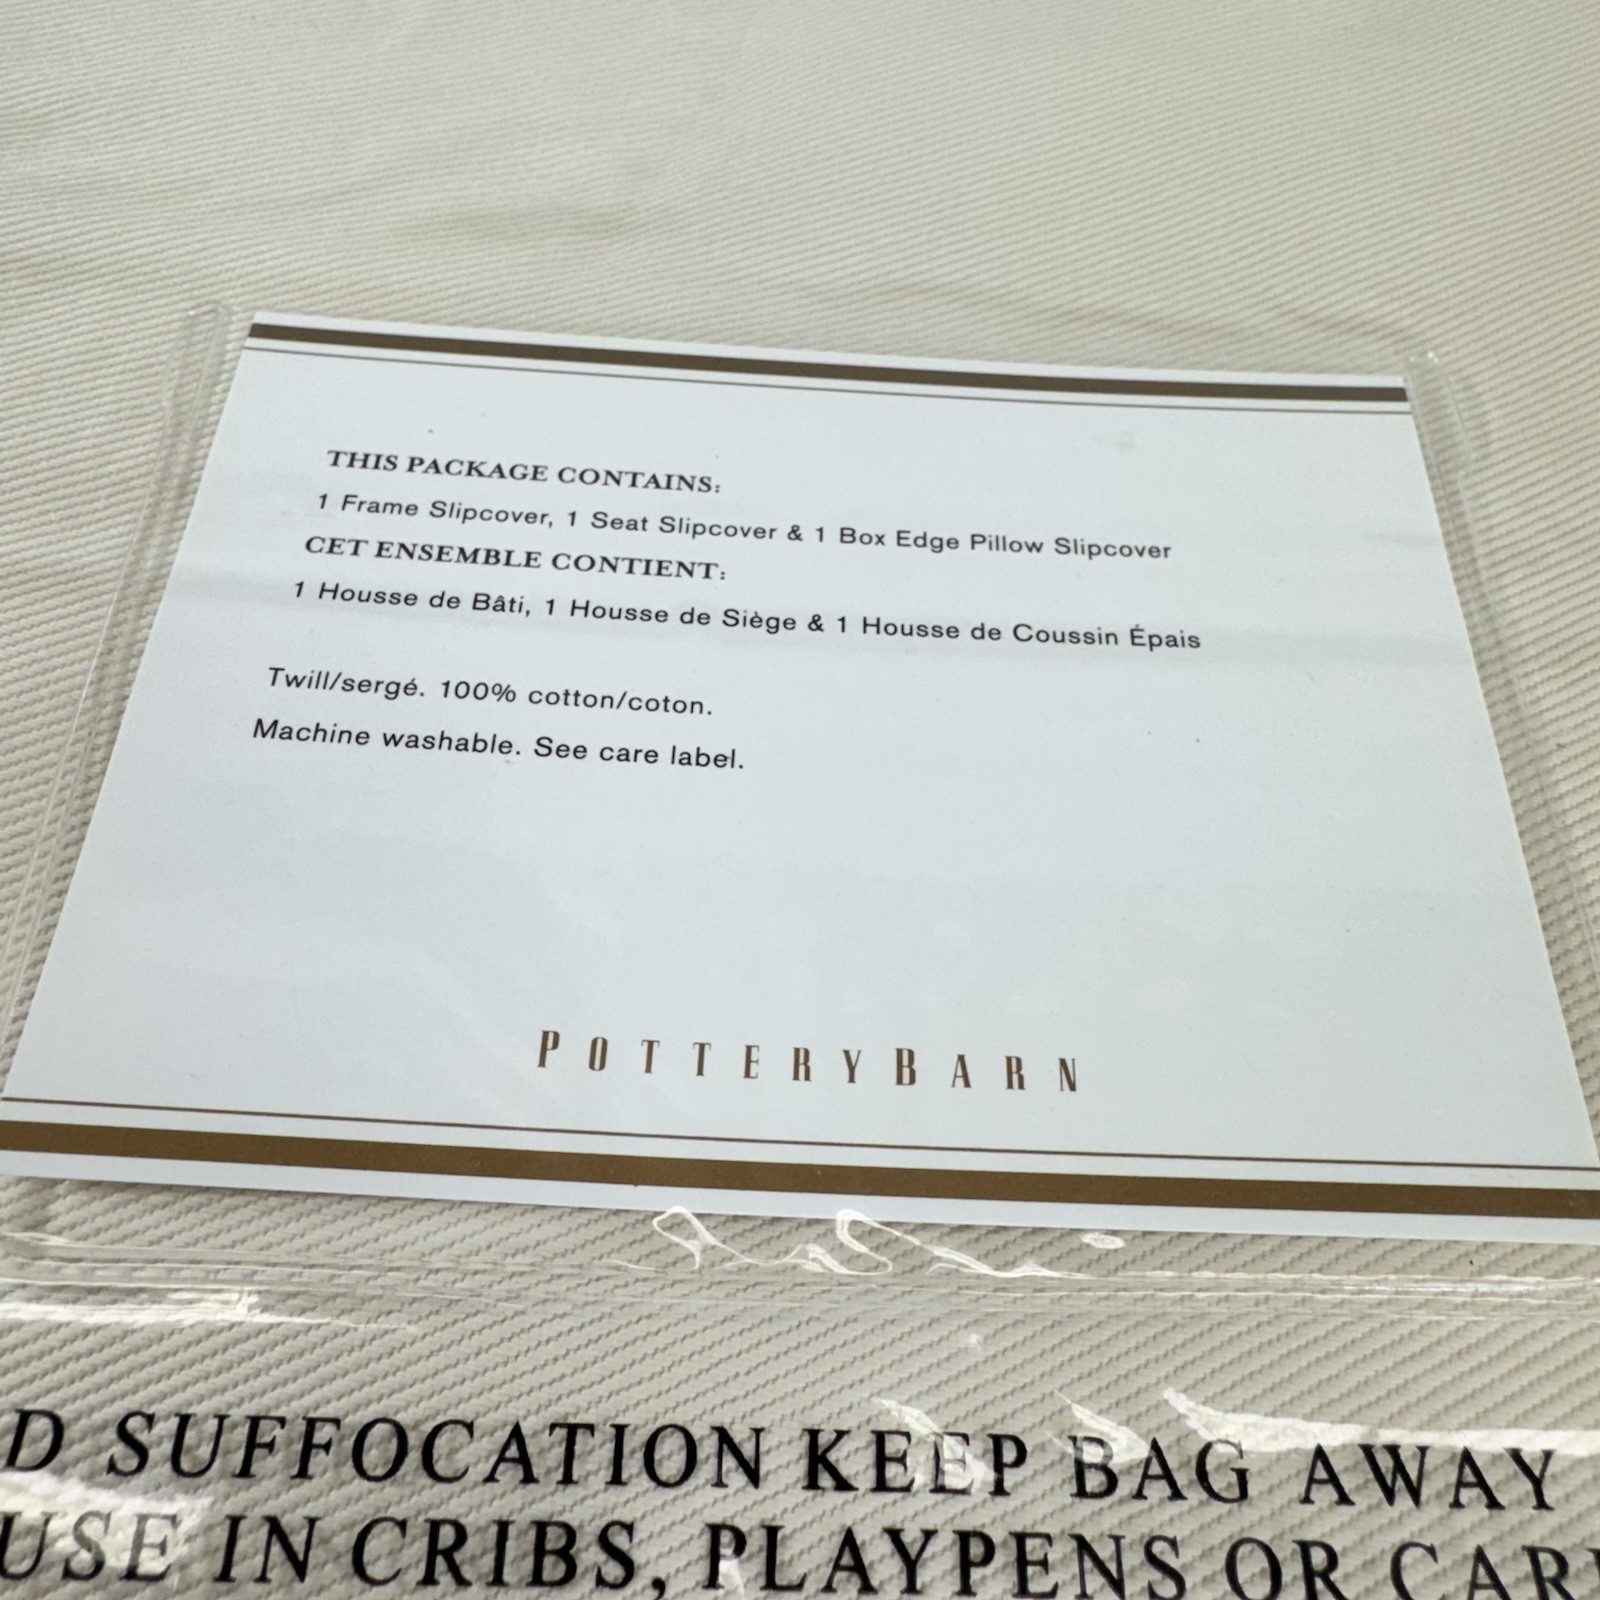 THIS PACKAGE CONTAINS:
1 Frame Slipcover, 1 Seat Slipcover & 1 Box Edge Pillow Slipcover
CET ENSEMBLE CONTIENT:
1 Housse de Bâti, 1 Housse de Siège & 1 Housse de Coussin Épais
Twill/sergé. 100% cotton/coton.
Machine washable. See care label.
POTTERYBARN
D SUFFOCATION KEEP BAG AWAY
USE IN CRIBS, PLAYPENS OR CAR